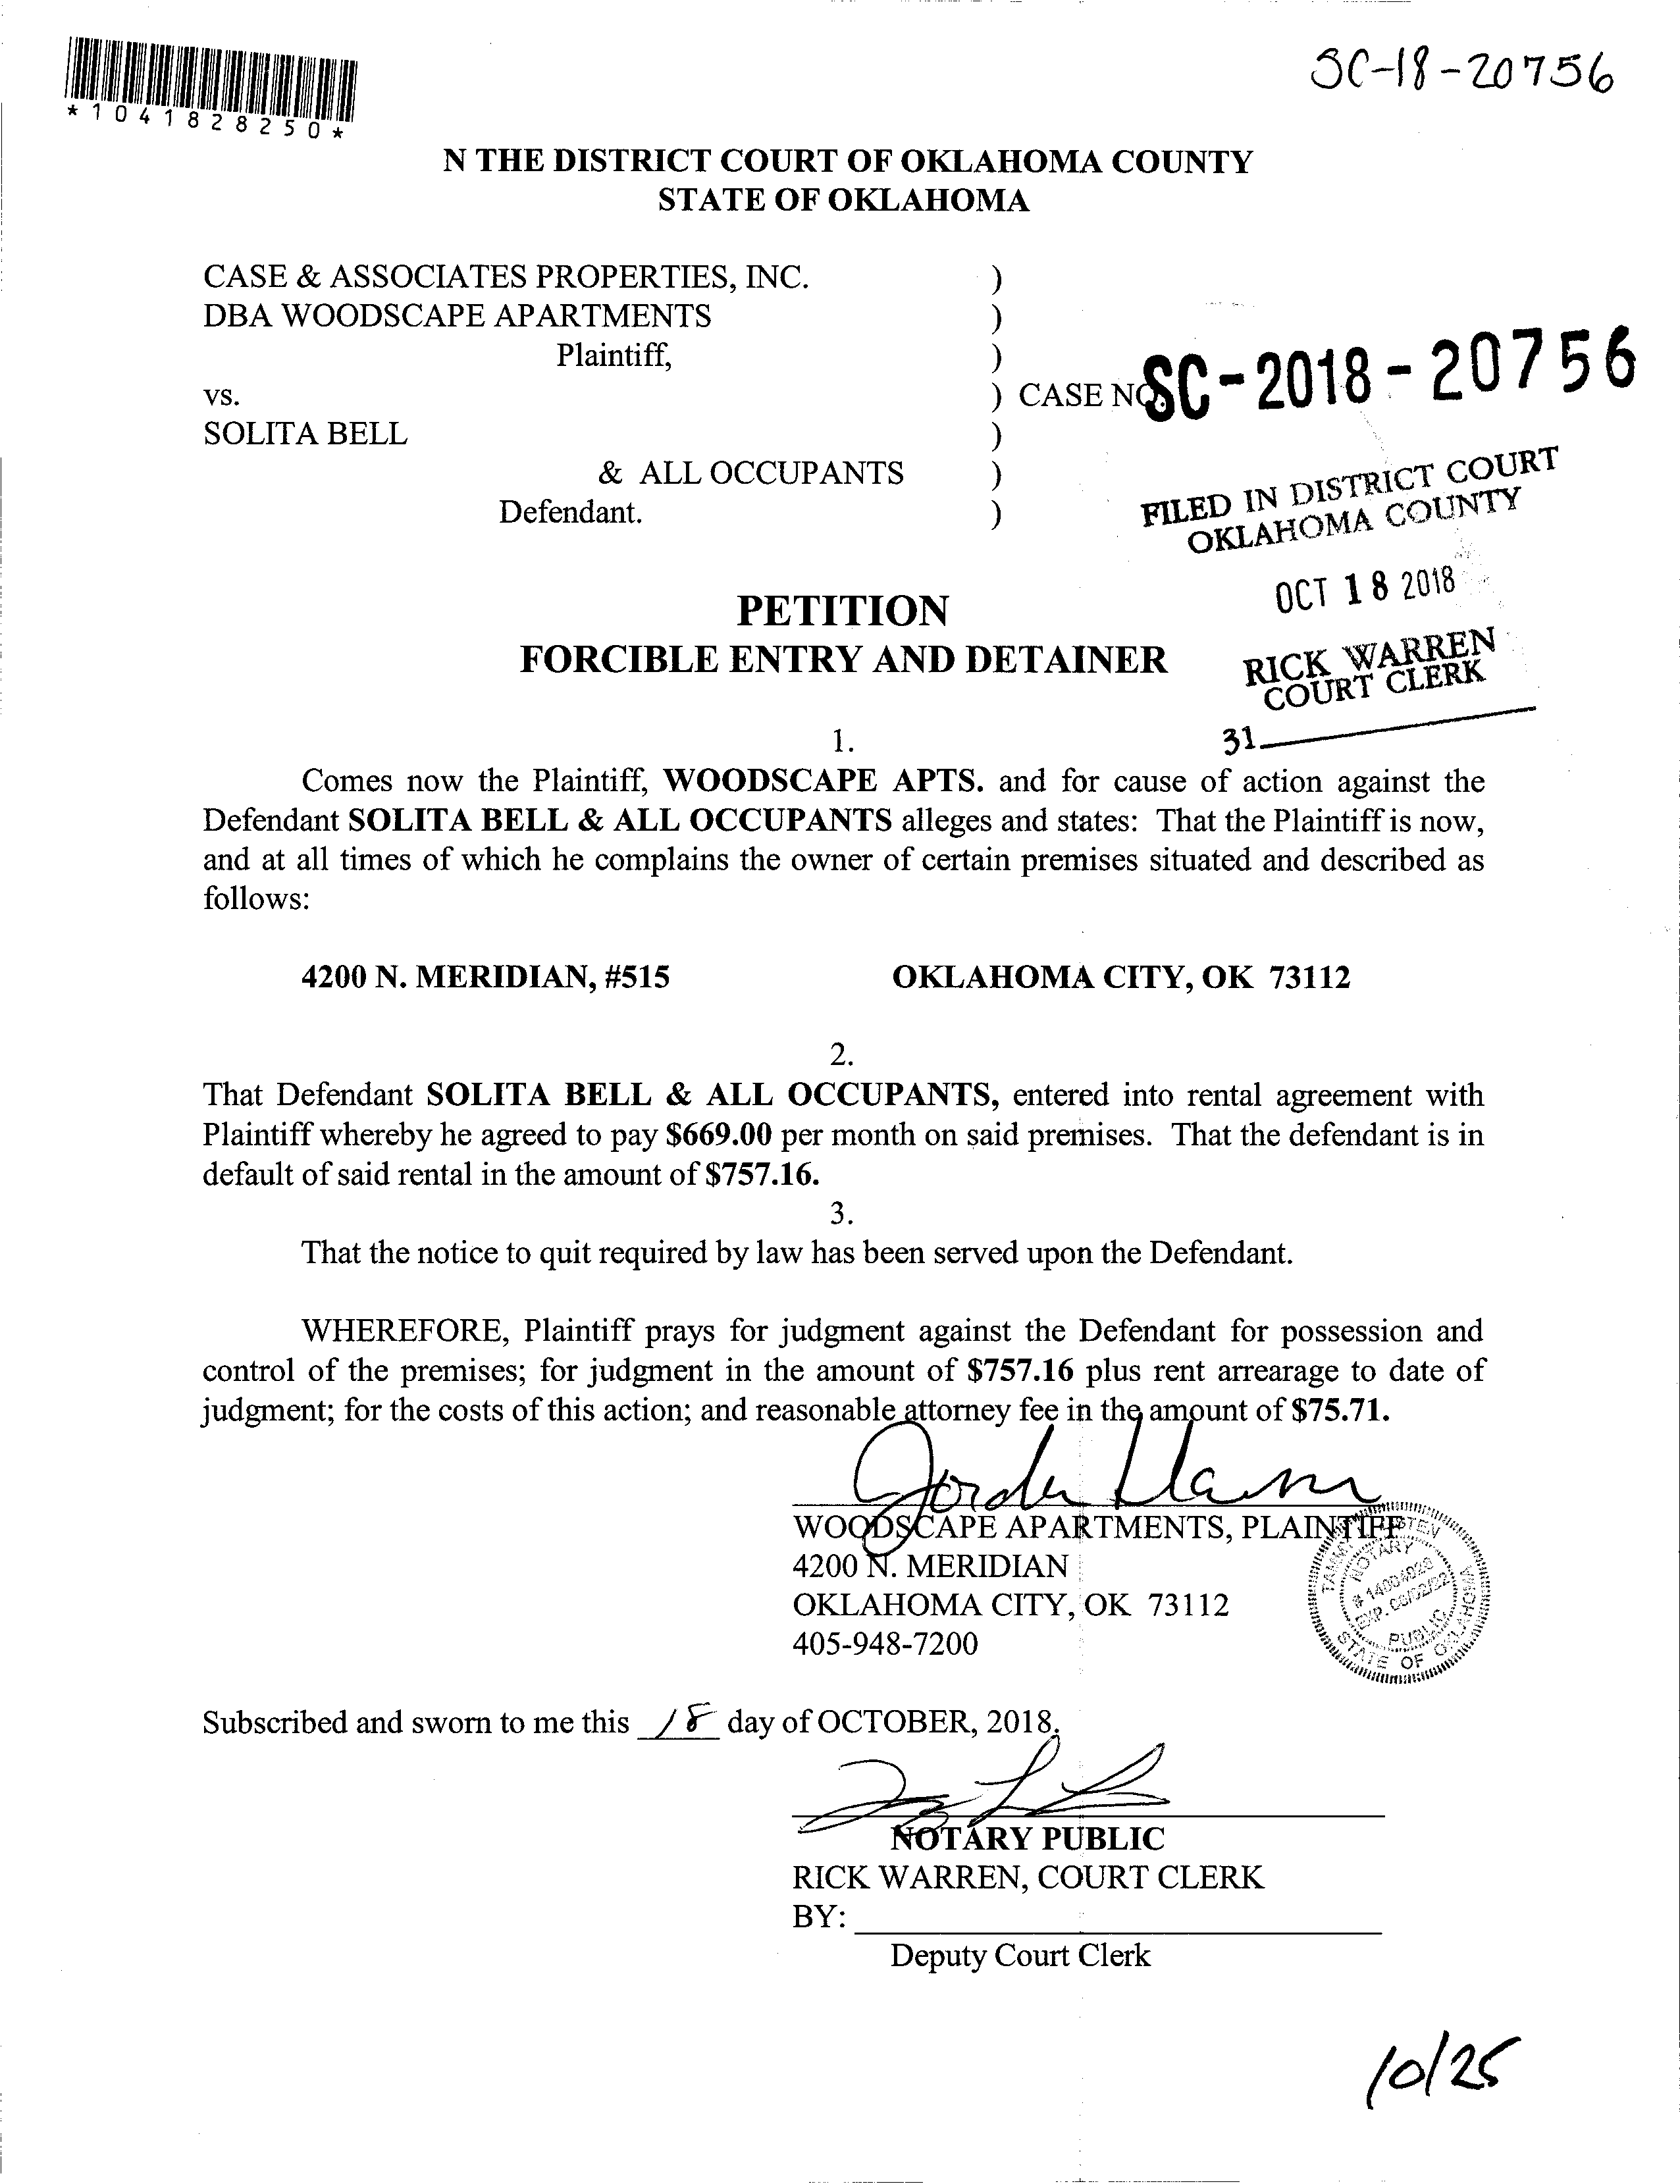 SC-18-20756
*1041828250*
N THE DISTRICT COURT OF OKLAHOMA COUNTY
STATE OF OKLAHOMA
CASE & ASSOCIATES PROPERTIES, INC. )
DBA WOODSCAPE APARTMENTS )
Plaintiff, )
vs. ) CASE NO. SC-2018-20756
SOLITA BELL )
& ALL OCCUPANTS )
Defendant. )
FILED IN DISTRICT COURT
OKLAHOMA COUNTY
OCT 18 2018
RICK WARREN
COURT CLERK
31
PETITION
FORCIBLE ENTRY AND DETAINER
1.
Comes now the Plaintiff, WOODSCAPE APTS. and for cause of action against the
Defendant SOLITA BELL & ALL OCCUPANTS alleges and states: That the Plaintiff is now,
and at all times of which he complains the owner of certain premises situated and described as
follows:
4200 N. MERIDIAN, #515 OKLAHOMA CITY, OK 73112
2.
That Defendant SOLITA BELL & ALL OCCUPANTS, entered into rental agreement with
Plaintiff whereby he agreed to pay $669.00 per month on said premises. That the defendant is in
default of said rental in the amount of $757.16.
3.
That the notice to quit required by law has been served upon the Defendant.
WHEREFORE, Plaintiff prays for judgment against the Defendant for possession and
control of the premises; for judgment in the amount of $757.16 plus rent arrearage to date of
judgment; for the costs of this action; and reasonable attorney fee in the amount of $75.71.
WOODSCAPE APARTMENTS, PLAINTIFF
4200 N. MERIDIAN
OKLAHOMA CITY, OK 73112
405-948-7200
NOTARY
PUBLIC
STATE OF OKLAHOMA
Subscribed and sworn to me this 18 day of OCTOBER, 2018.
NOTARY PUBLIC
RICK WARREN, COURT CLERK
BY:
Deputy Court Clerk
10/25